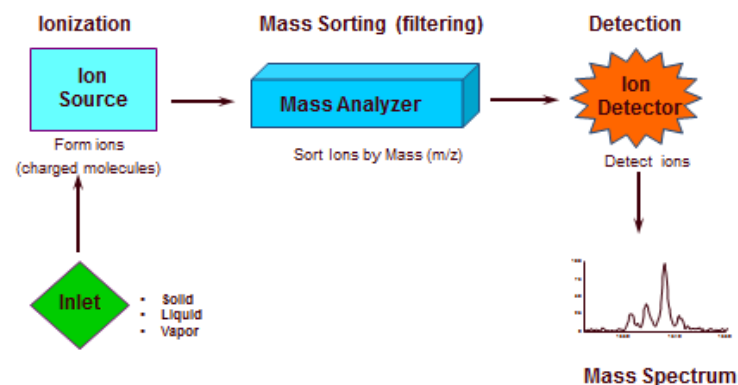 Ionization
Mass Sorting (filtering)
Detection
Ion
Source
Mass Analyzer
Ion
Detector
Form ions
(charged molecules)
Sort Ions by Mass (m/z)
Detect ions
Inlet
• Solid
• Liquid
• Vapor
Mass Spectrum